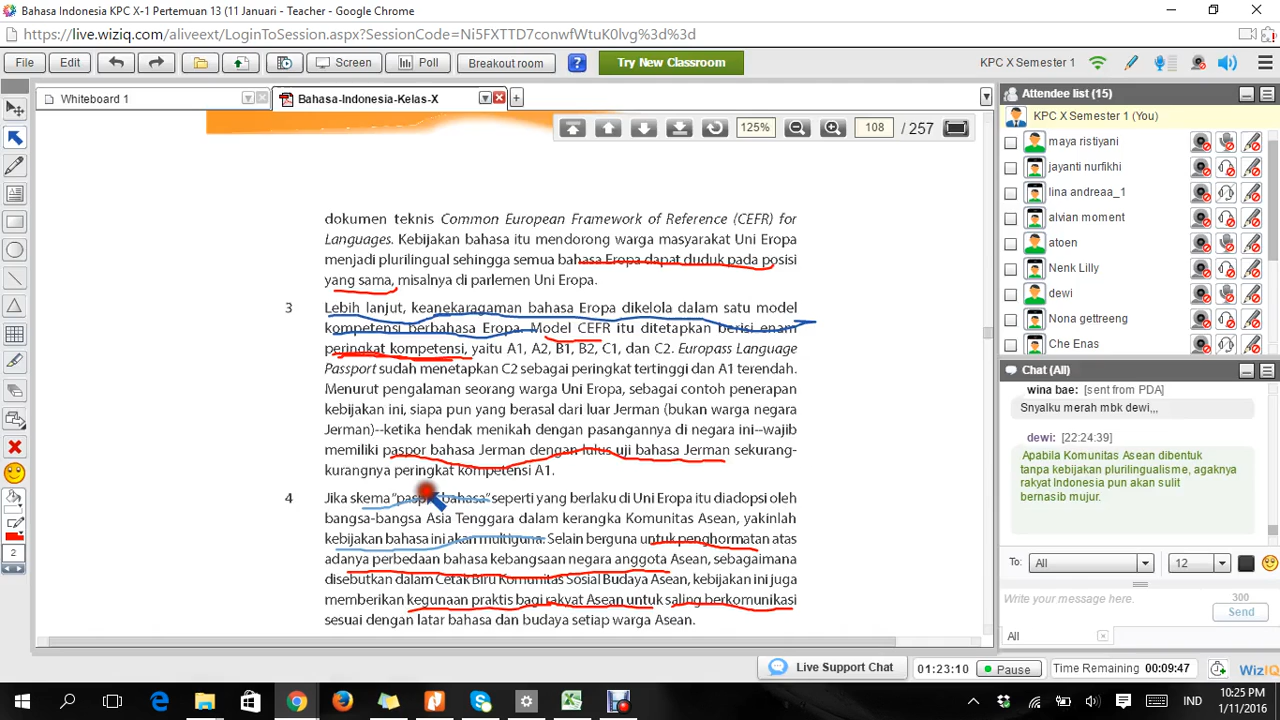 Bahasa Indonesia KPC X-1 Pertemuan 13 (11 Januari - Teacher - Google Chrome
https://live.wiziq.com/aliveext/LoginToSession.aspx?SessionCode=Ni5FXTTD7conwfWtuK0lvg%3d%3d
File
Edit
Screen
Poll
Breakout room
?
Try New Classroom
KPC X Semester 1
Whiteboard 1
Bahasa-Indonesia-Kelas-X
125%
108 / 257
dokumen teknis Common European Framework of Reference (CEFR) for
Languages. Kebijakan bahasa itu mendorong warga masyarakat Uni Eropa
menjadi plurilingual sehingga semua bahasa Eropa dapat duduk pada posisi
yang sama, misalnya di parlemen Uni Eropa.
3 Lebih lanjut, keanekaragaman bahasa Eropa dikelola dalam satu model
kompetensi berbahasa Eropa. Model CEFR itu ditetapkan berisi enam
peringkat kompetensi, yaitu A1, A2, B1, B2, C1, dan C2. Europass Language
Passport sudah menetapkan C2 sebagai peringkat tertinggi dan A1 terendah.
Menurut pengalaman seorang warga Uni Eropa, sebagai contoh penerapan
kebijakan ini, siapa pun yang berasal dari luar Jerman (bukan warga negara
Jerman)--ketika hendak menikah dengan pasangannya di negara ini--wajib
memiliki paspor bahasa Jerman dengan lulus uji bahasa Jerman sekurang-
kurangnya peringkat kompetensi A1.
4 Jika skema "paspor bahasa" seperti yang berlaku di Uni Eropa itu diadopsi oleh
bangsa-bangsa Asia Tenggara dalam kerangka Komunitas Asean, yakinlah
kebijakan bahasa ini akan multiguna. Selain berguna untuk penghormatan atas
adanya perbedaan bahasa kebangsaan negara anggota Asean, sebagaimana
disebutkan dalam Cetak Biru Komunitas Sosial Budaya Asean, kebijakan ini juga
memberikan kegunaan praktis bagi rakyat Asean untuk saling berkomunikasi
sesuai dengan latar bahasa dan budaya setiap warga Asean.
2
Attendee list (15)
KPC X Semester 1 (You)
maya ristiyani
jayanti nurfikhi
lina andreaa_1
alvian moment
atoen
Nenk Lilly
dewi
Nona gettreeng
Che Enas
Chat (All)
wina bae: [sent from PDA]
Snyalku merah mbk dewi,,,
dewi: [22:24:39]
Apabila Komunitas Asean dibentuk
tanpa kebijakan plurilingualisme, agaknya
rakyat Indonesia pun akan sulit
bernasib mujur.
To: All 12
Write your message here...
300
Send
All
Live Support Chat
01:23:10
Pause
Time Remaining 00:09:47
WizIQ
IND
10:25 PM
1/11/2016